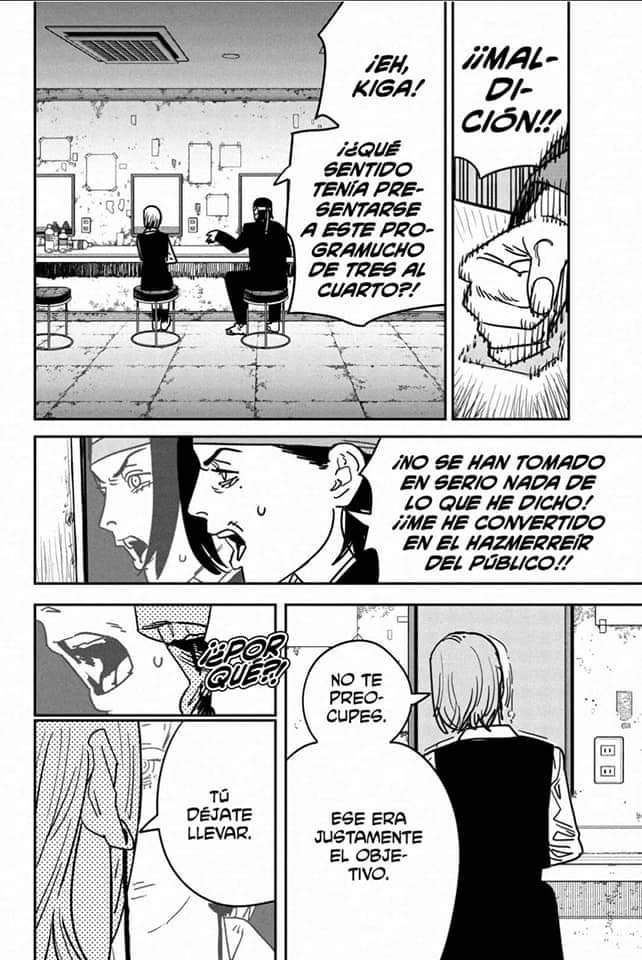 ¡¡MAL-
DI-
CIÓN!!
¡EH,
KIGA!
¡¿QUÉ
SENTIDO
TENÍA PRE-
SENTARSE
A ESTE PRO-
GRAMUCHO
DE TRES AL
CUARTO?!
¡NO SE HAN TOMADO
EN SERIO NADA DE
LO QUE HE DICHO!
¡¡ME HE CONVERTIDO
EN EL HAZMERREÍR
DEL PÚBLICO!!
NO TE
PREO-
CUPES.
ESE ERA
JUSTAMENTE
EL OBJE-
TIVO.
¡¿POR
QUÉ?!
TÚ
DÉJATE
LLEVAR.